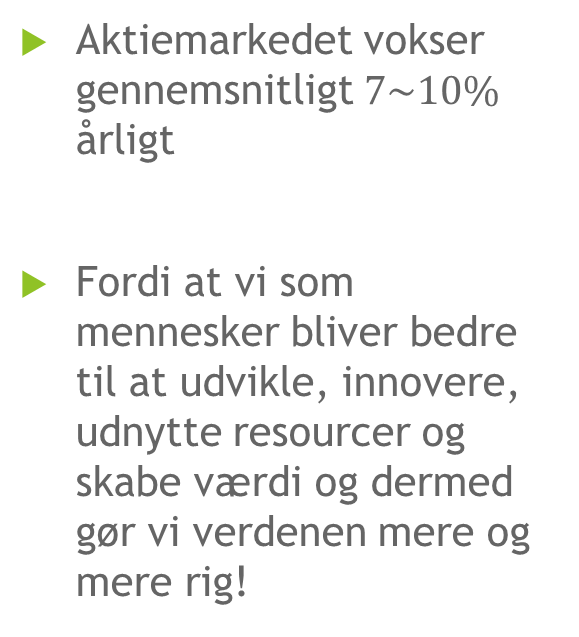 Aktiemarkedet vokser
gennemsnitligt 7~10%
årligt
Fordi at vi som
mennesker bliver bedre
til at udvikle, innovere,
udnytte resourcer og
skabe værdi og dermed
gør vi verdenen mere og
mere rig!